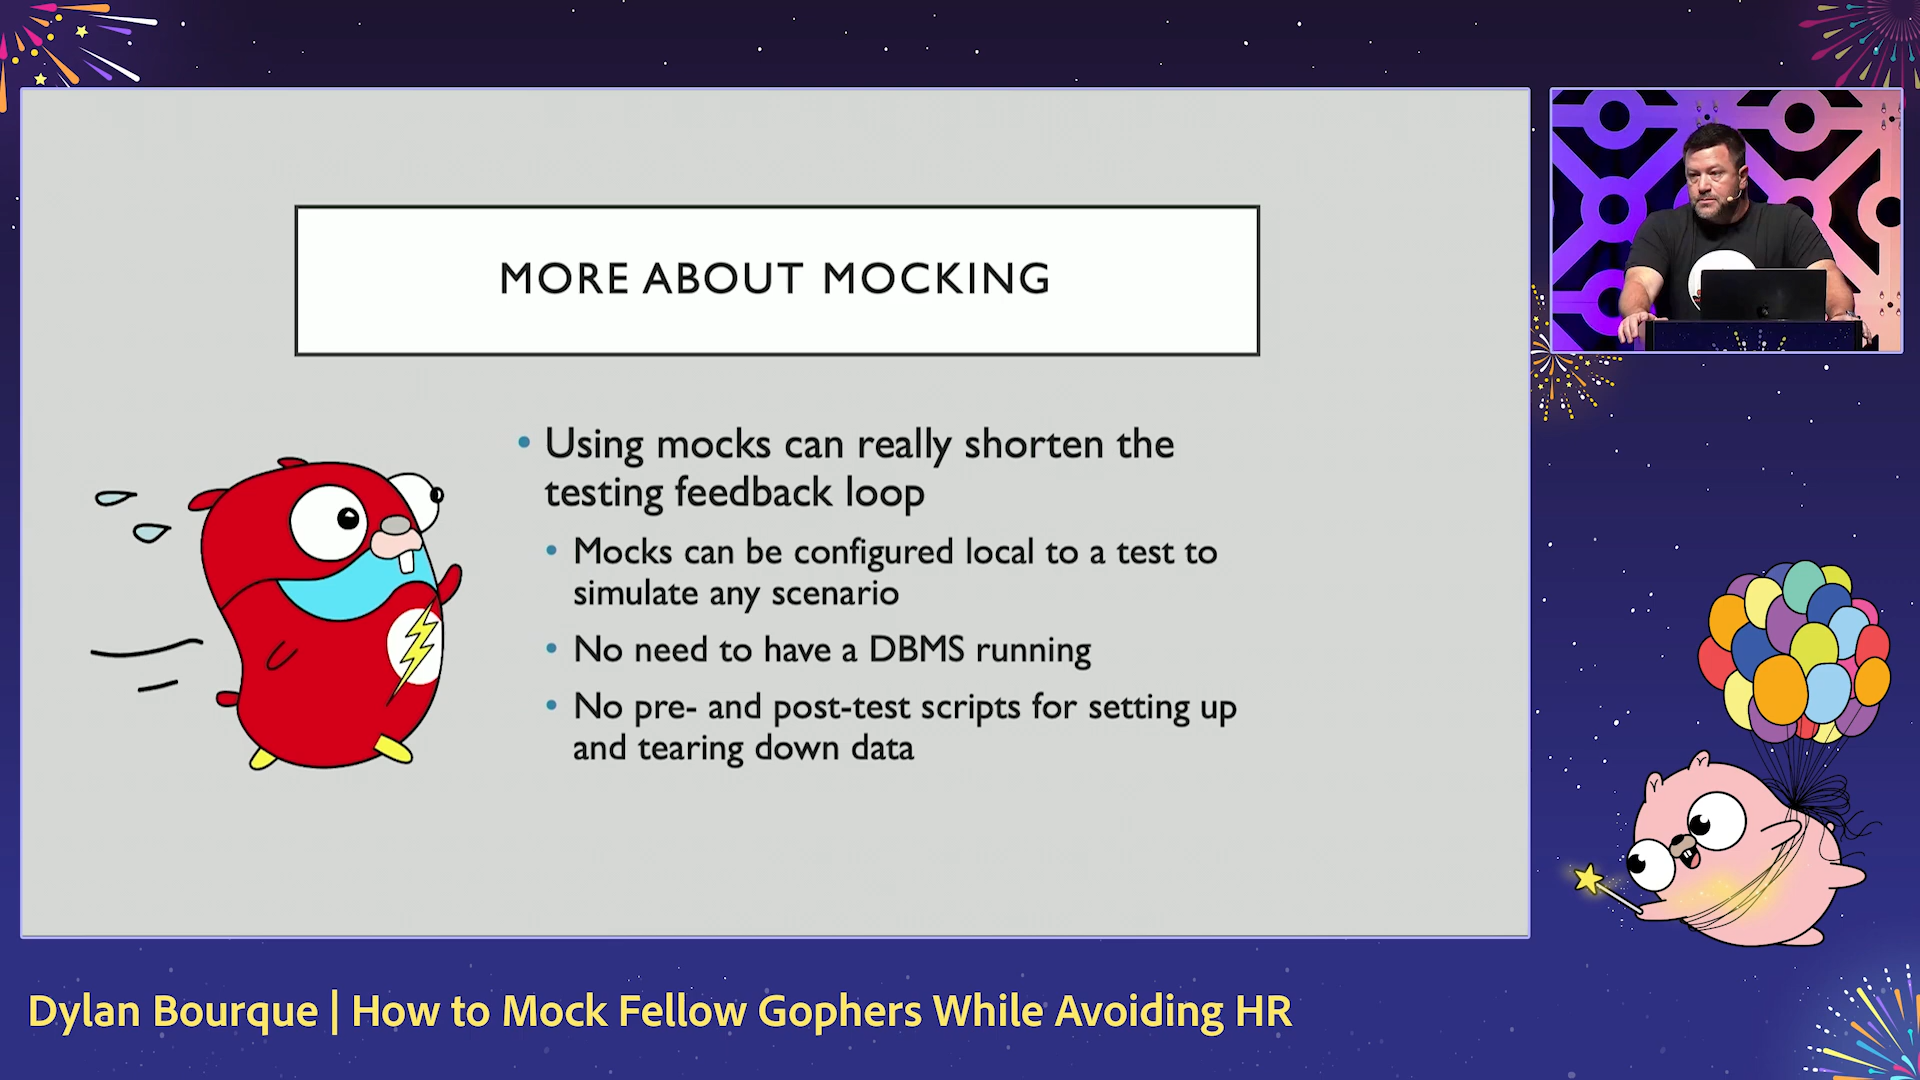 MORE ABOUT MOCKING
• Using mocks can really shorten the
testing feedback loop
• Mocks can be configured local to a test to
simulate any scenario
• No need to have a DBMS running
• No pre- and post-test scripts for setting up
and tearing down data
Dylan Bourque | How to Mock Fellow Gophers While Avoiding HR